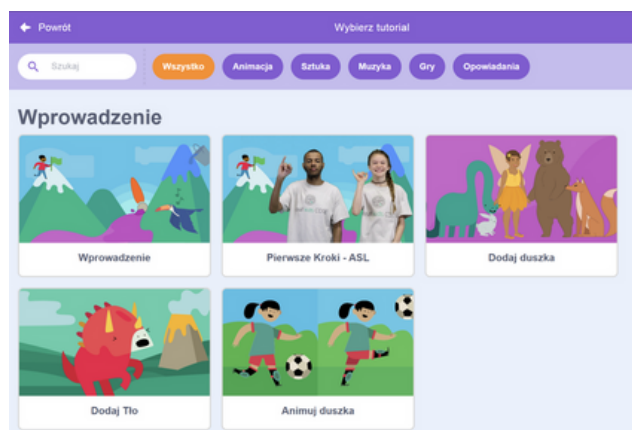 Powrót
Wybierz tutorial
Szukaj
Wszystko
Animacja
Sztuka
Muzyka
Gry
Opowiadania
Wprowadzenie
Wprowadzenie
Pierwsze Kroki - ASL
Dodaj duszka
Dodaj Tło
Animuj duszka